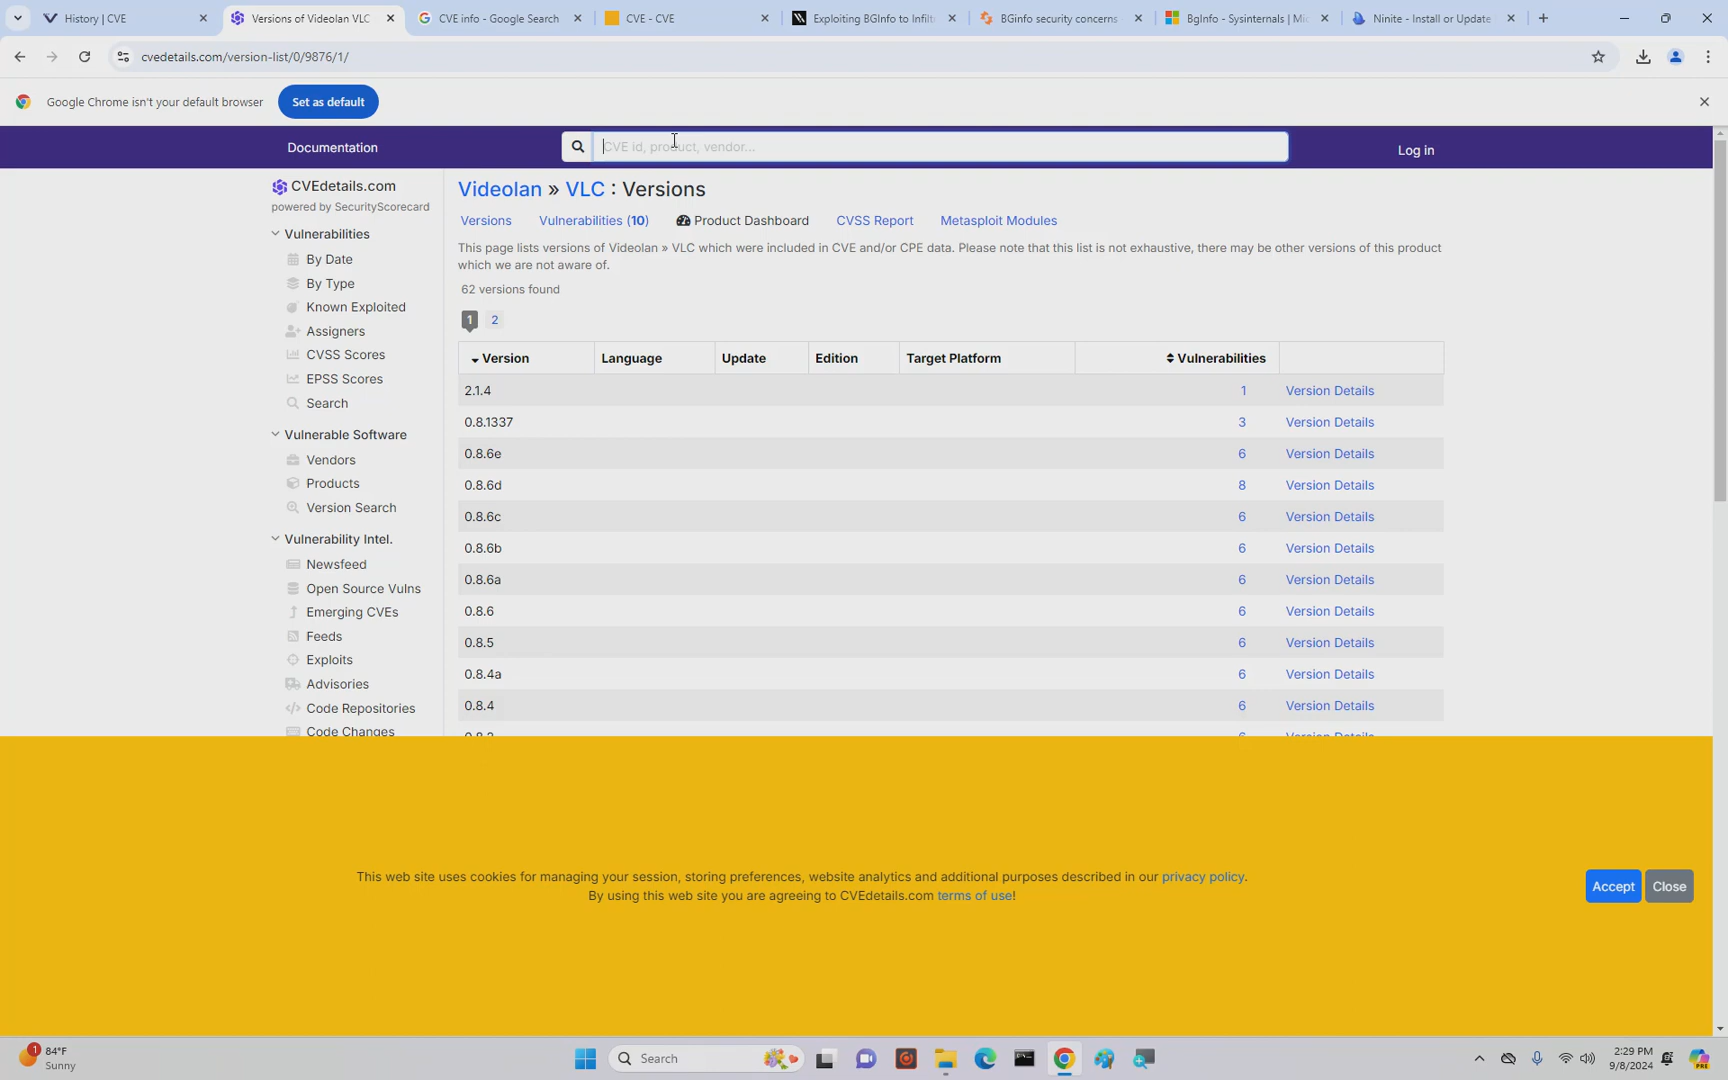 History | CVE
Versions of Videolan VLC
CVE info - Google Search
CVE - CVE
Exploiting BGInfo to Infilt
BGinfo security concerns
BgInfo - Sysinternals | Mic
Ninite - Install or Update
cvedetails.com/version-list/0/9876/1/
Google Chrome isn't your default browser
Set as default
Documentation
CVE id, product, vendor...
Log in
CVEdetails.com
powered by SecurityScorecard
Vulnerabilities
By Date
By Type
Known Exploited
Assigners
CVSS Scores
EPSS Scores
Search
Vulnerable Software
Vendors
Products
Version Search
Vulnerability Intel.
Newsfeed
Open Source Vulns
Emerging CVEs
Feeds
Exploits
Advisories
Code Repositories
Code Changes
Videolan » VLC : Versions
Versions Vulnerabilities (10) Product Dashboard CVSS Report Metasploit Modules
This page lists versions of Videolan » VLC which were included in CVE and/or CPE data. Please note that this list is not exhaustive, there may be other versions of this product
which we are not aware of.
62 versions found
1 2
Version Language Update Edition Target Platform Vulnerabilities
2.1.4 1 Version Details
0.8.1337 3 Version Details
0.8.6e 6 Version Details
0.8.6d 8 Version Details
0.8.6c 6 Version Details
0.8.6b 6 Version Details
0.8.6a 6 Version Details
0.8.6 6 Version Details
0.8.5 6 Version Details
0.8.4a 6 Version Details
0.8.4 6 Version Details
This web site uses cookies for managing your session, storing preferences, website analytics and additional purposes described in our privacy policy.
By using this web site you are agreeing to CVEdetails.com terms of use!
Accept
Close
1
84°F
Sunny
Search
2:29 PM
9/8/2024
PRE